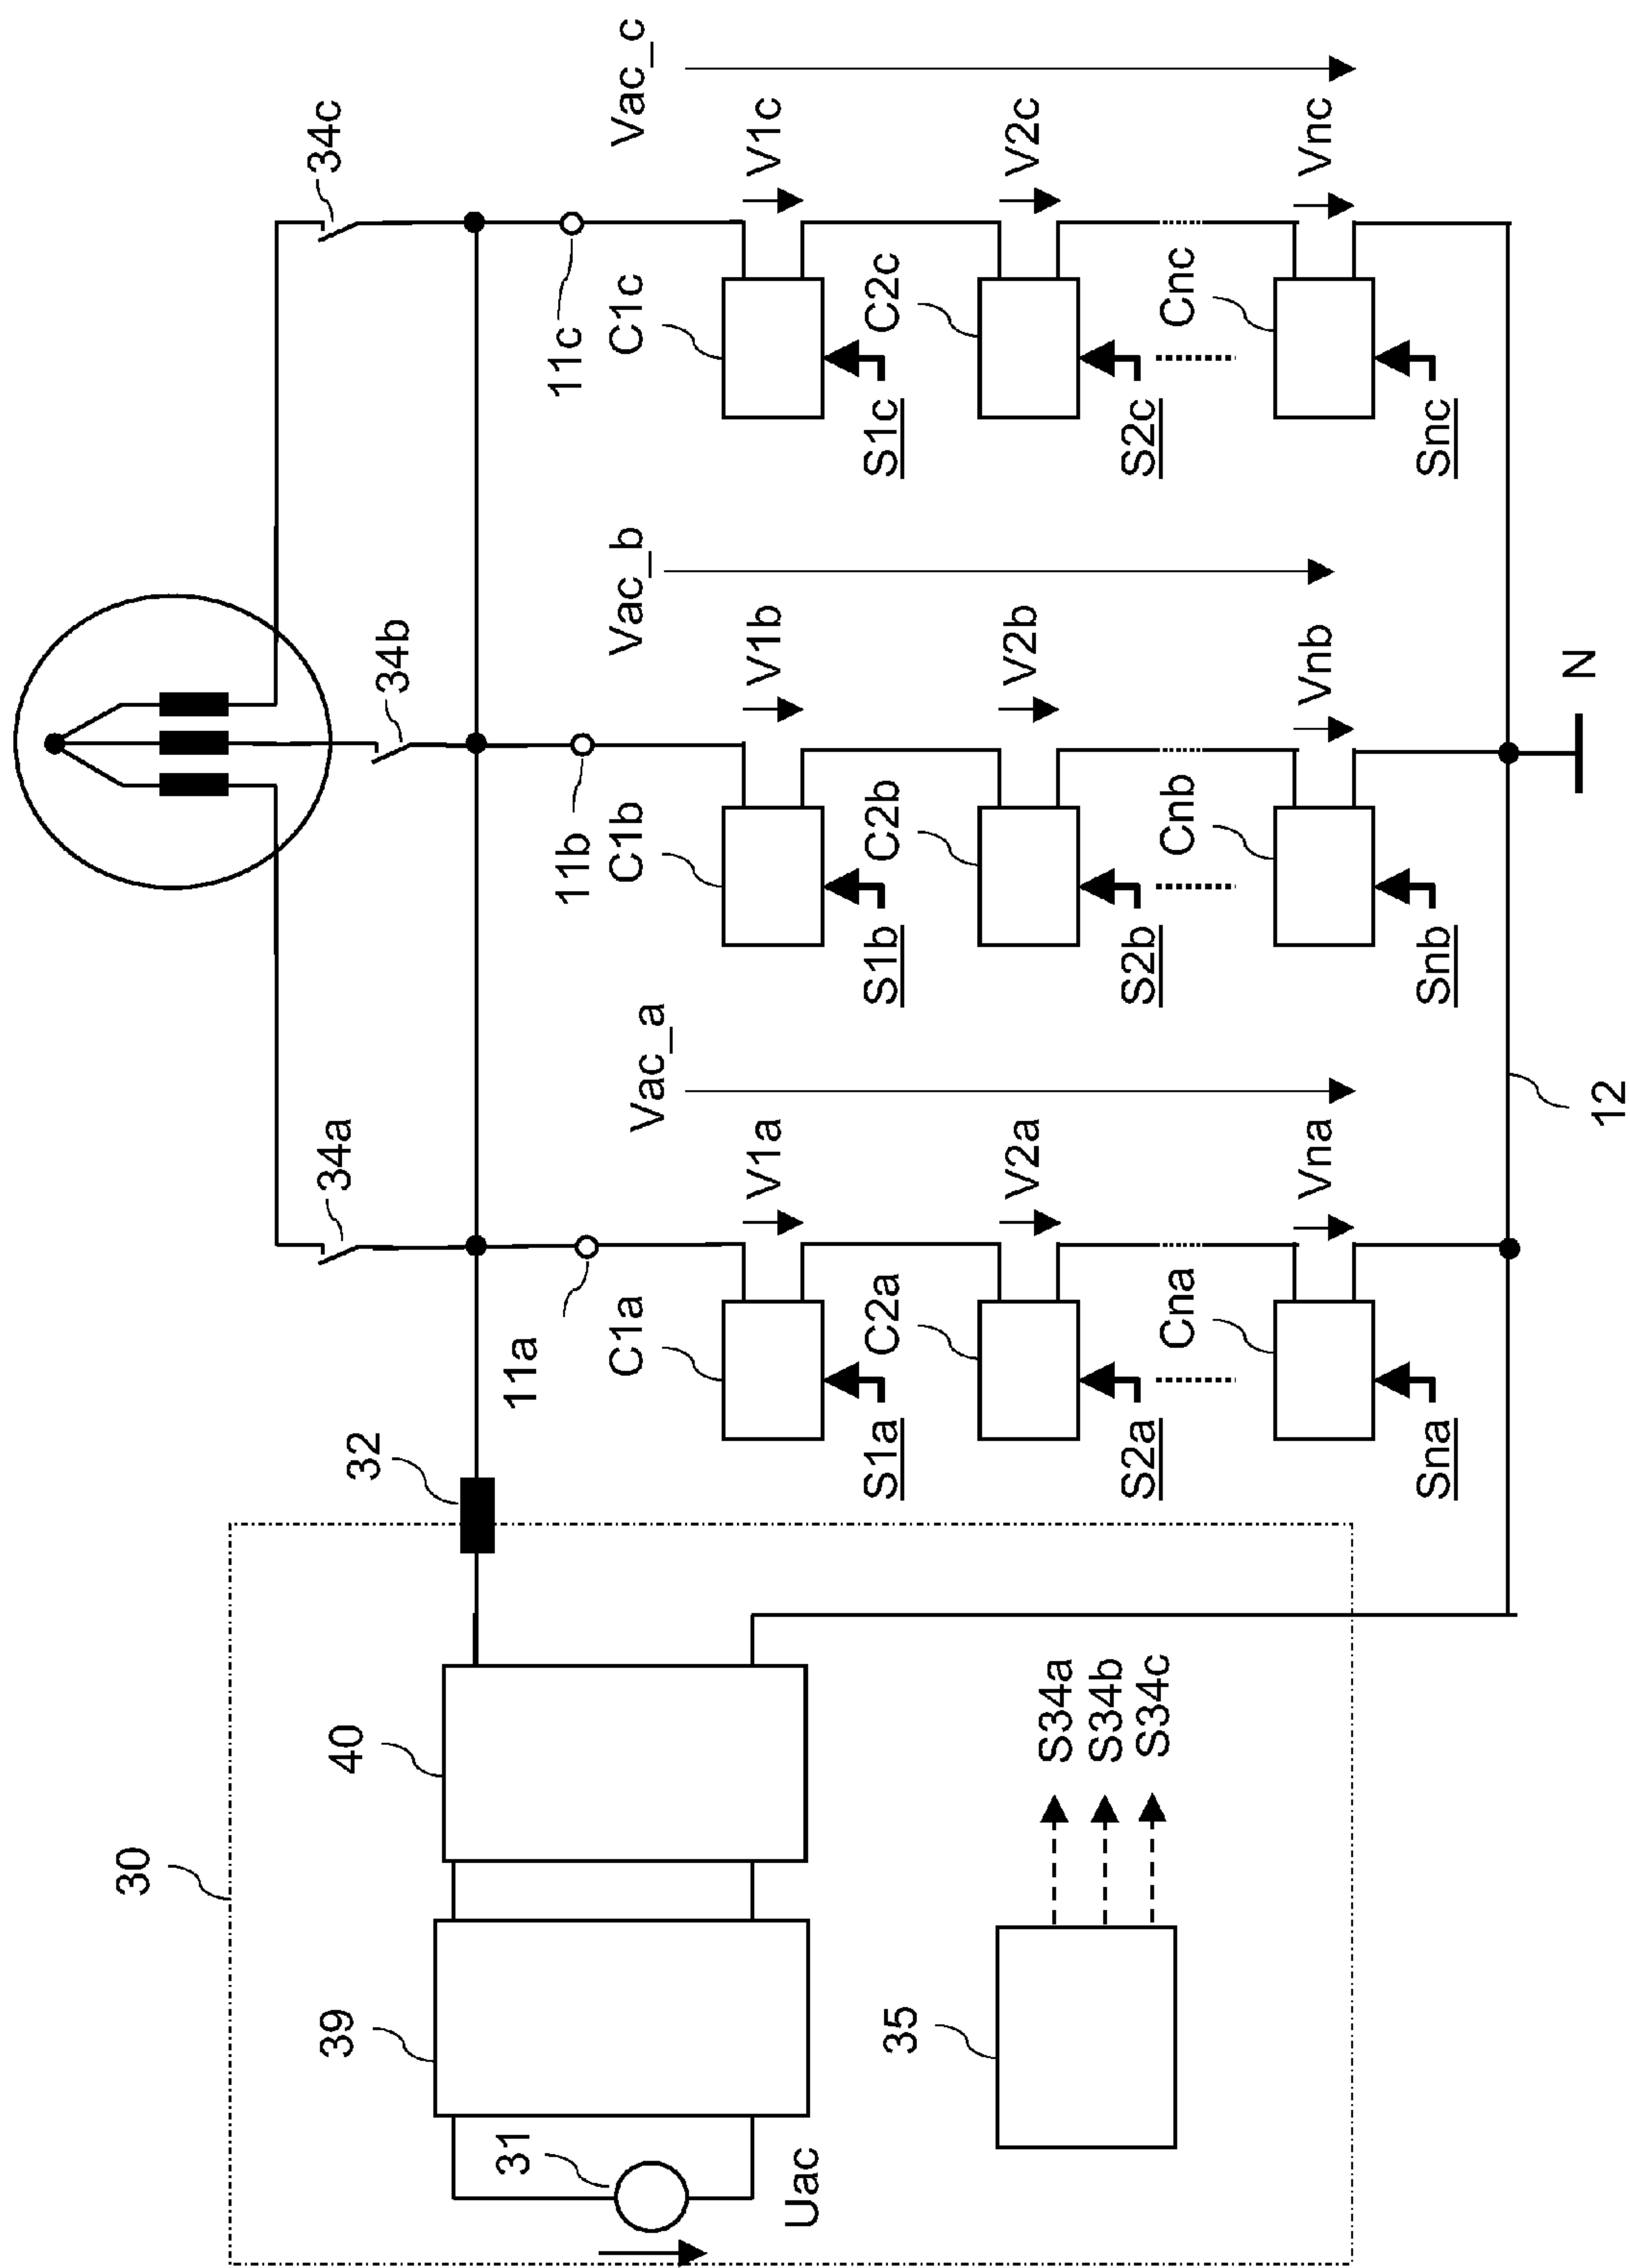 34c
Vac_c
11c
C1c
V1c
S1c
C2c
V2c
S2c
Cnc
Vnc
Snc
34b
Vac_b
11b
C1b
V1b
S1b
C2b
V2b
S2b
Cnb
Vnb
Snb
N
34a
Vac_a
11a
C1a
V1a
S1a
C2a
V2a
S2a
Cna
Vna
Sna
12
32
30
40
39
31
Uac
35
S34a
S34b
S34c